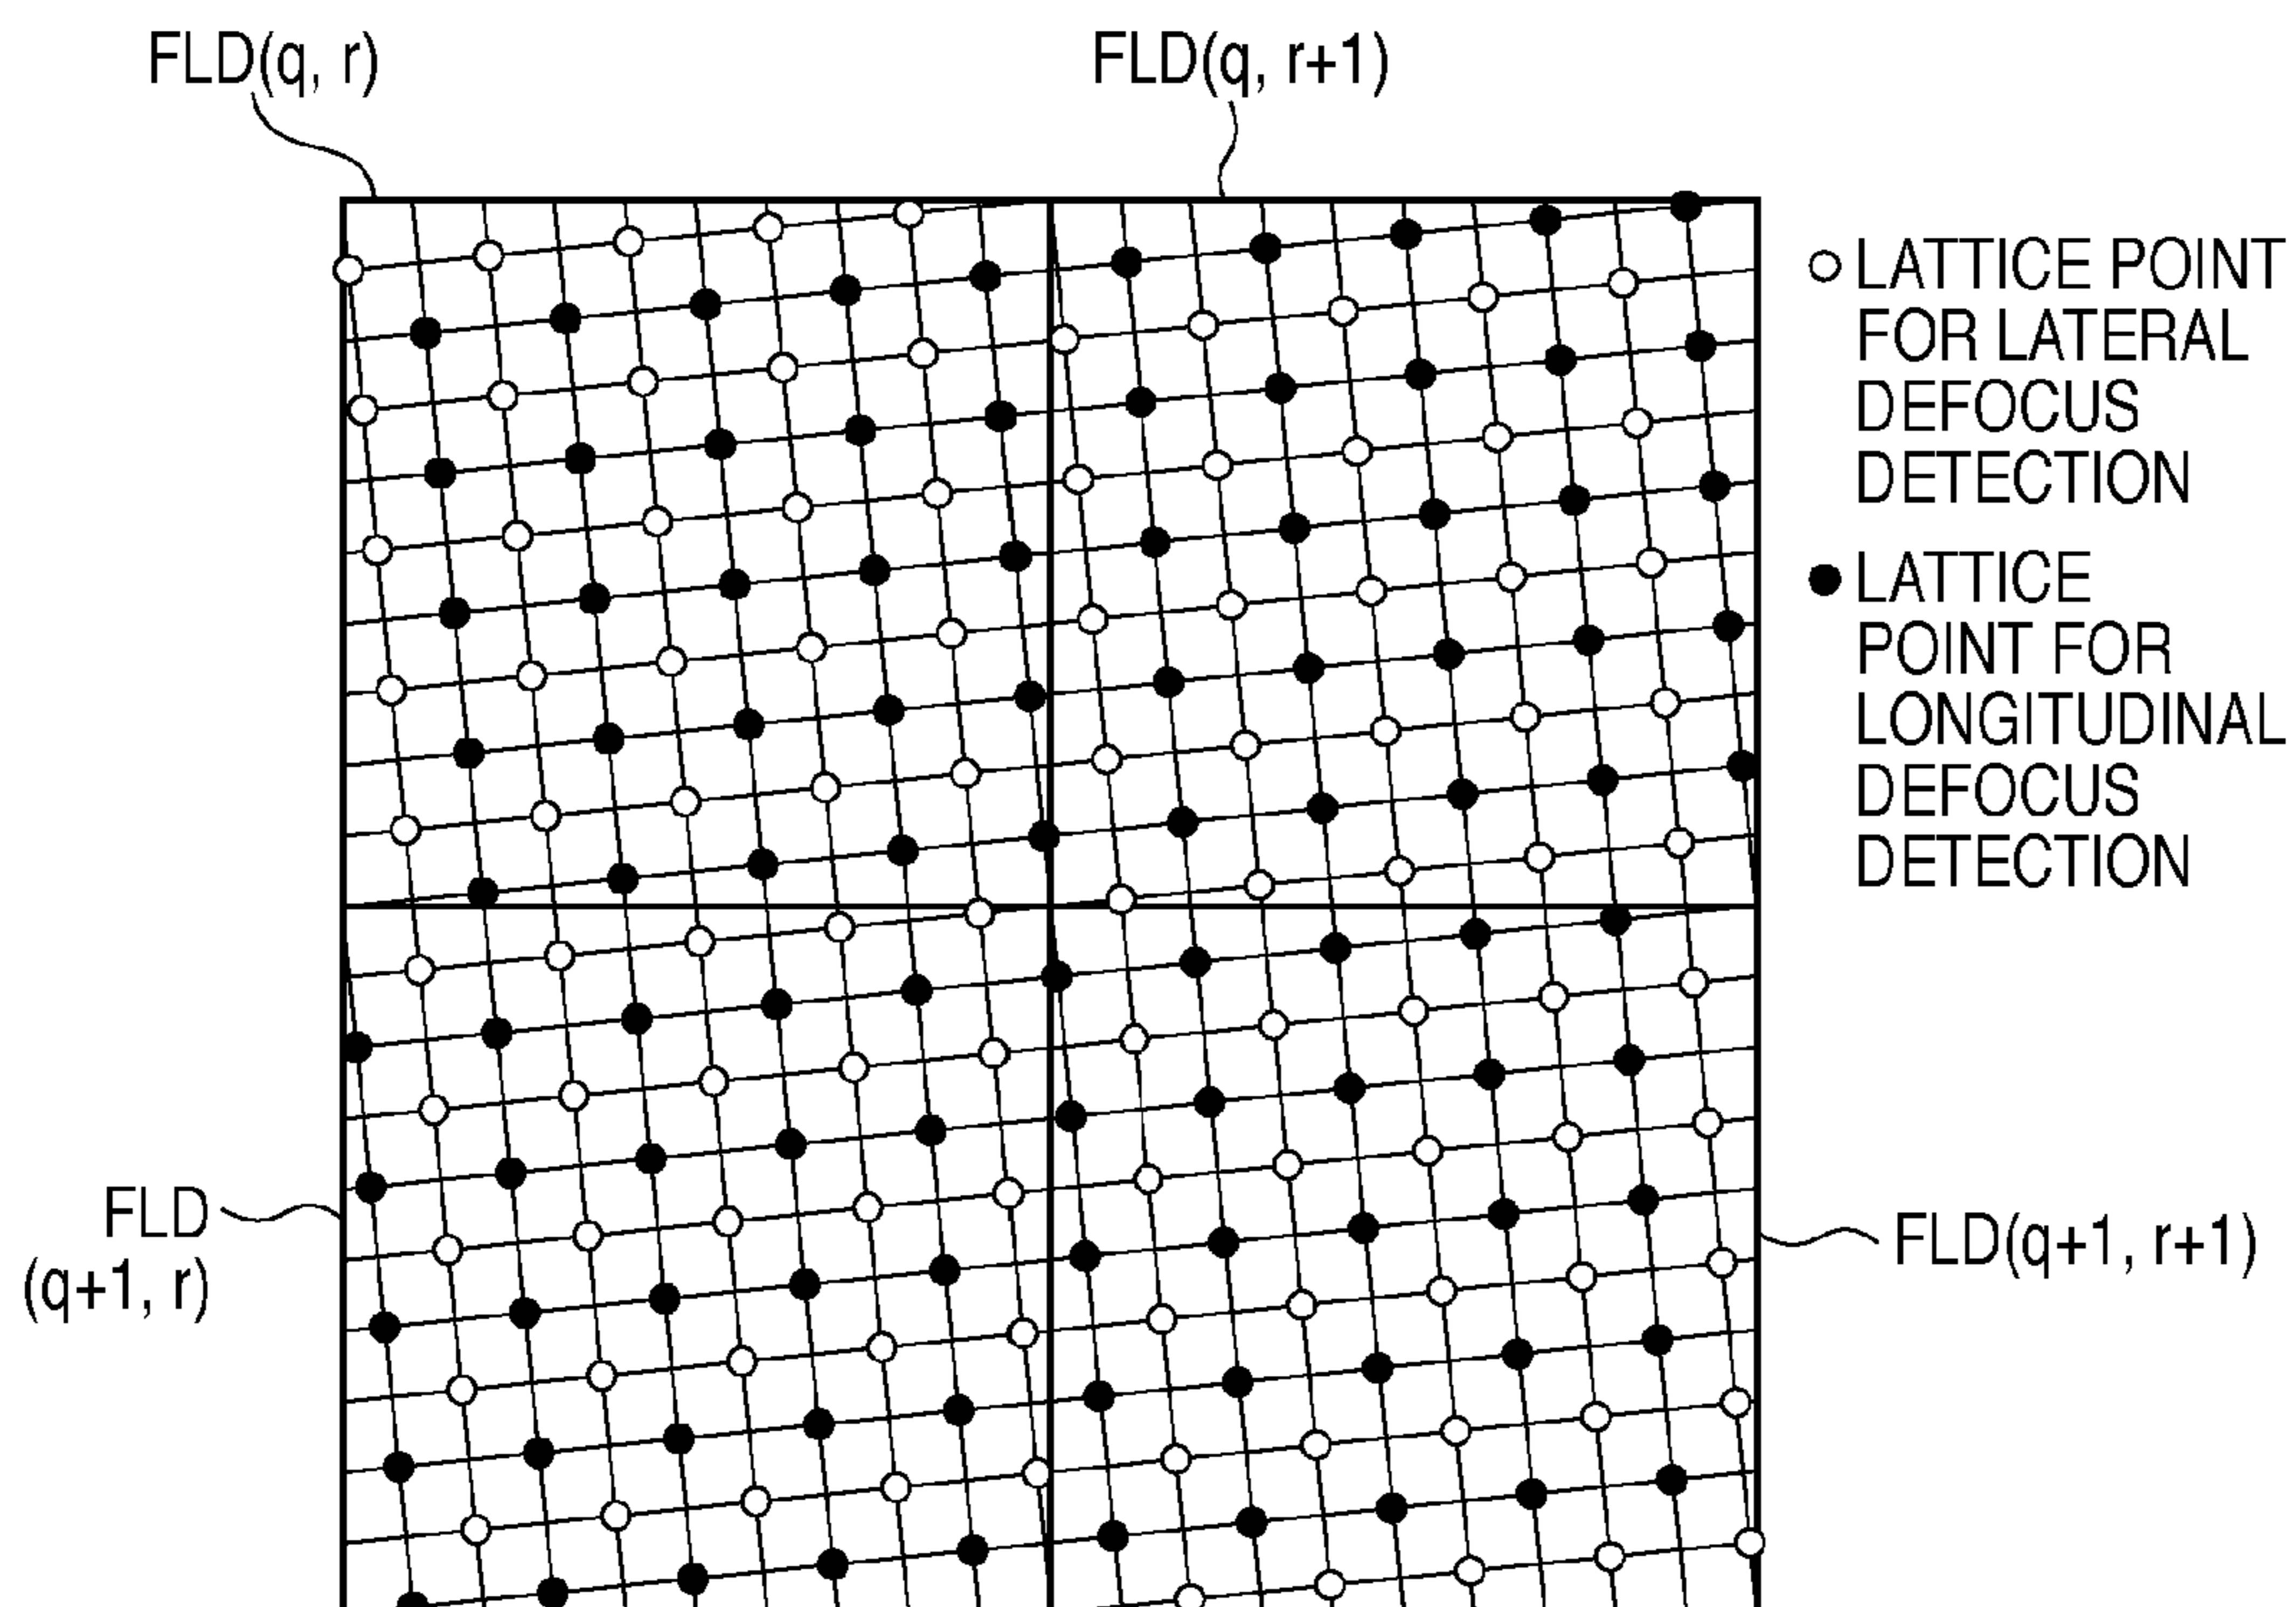 FLD(q, r)
FLD(q, r+1)
LATTICE POINT
FOR LATERAL
DEFOCUS
DETECTION
LATTICE
POINT FOR
LONGITUDINAL
DEFOCUS
DETECTION
FLD
(q+1, r)
FLD(q+1, r+1)